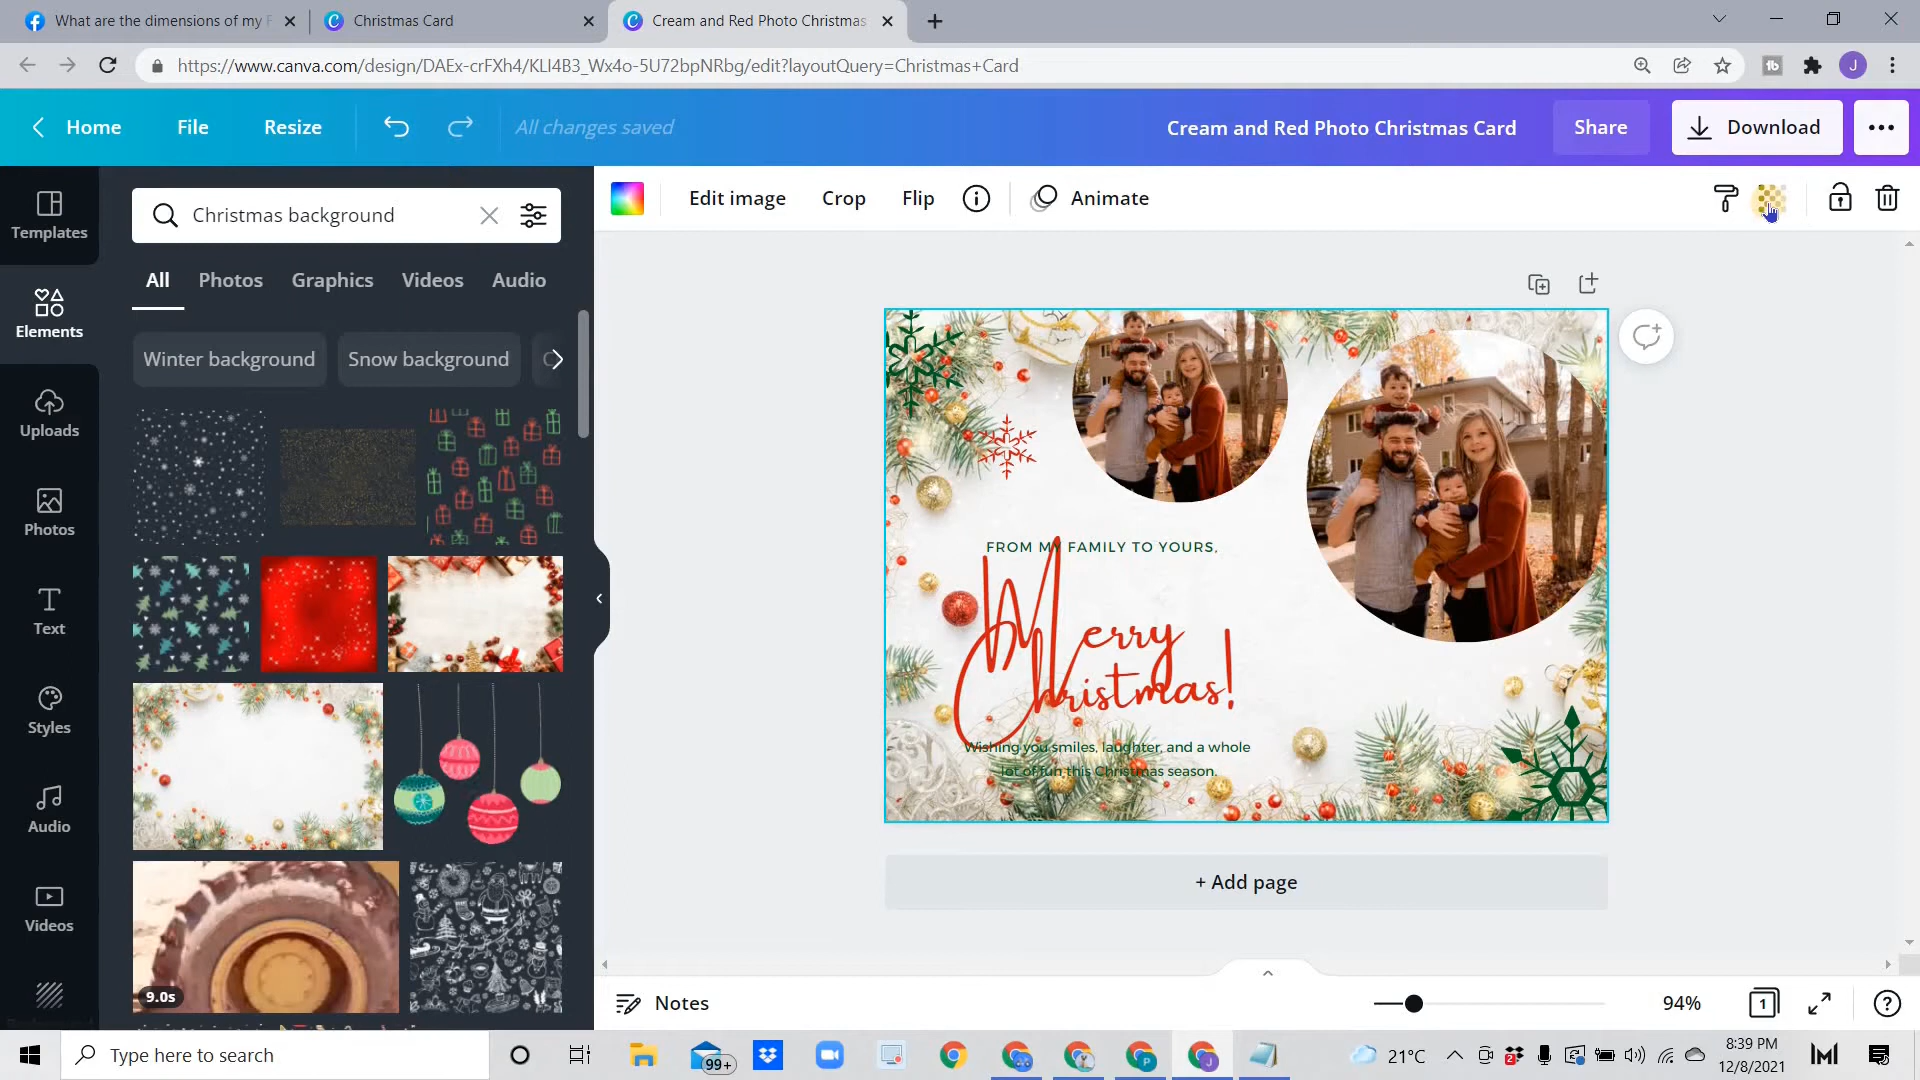 What are the dimensions of my F
Christmas Card
Cream and Red Photo Christmas
https://www.canva.com/design/DAEx-crFXh4/KLI4B3_Wx4o-5U72bpNRbg/edit?layoutQuery=Christmas+Card
J
Home
File
Resize
All changes saved
Cream and Red Photo Christmas Card
Share
Download
Templates
Elements
Uploads
Photos
Text
Styles
Audio
Videos
Christmas background
All
Photos
Graphics
Videos
Audio
Winter background
Snow background
9.0s
Edit image
Crop
Flip
Animate
FROM MY FAMILY TO YOURS,
Merry
Christmas!
Wishing you smiles, laughter, and a whole
lot of fun this Christmas season.
+ Add page
Notes
94%
1
Type here to search
99+
21°C
8:39 PM
12/8/2021